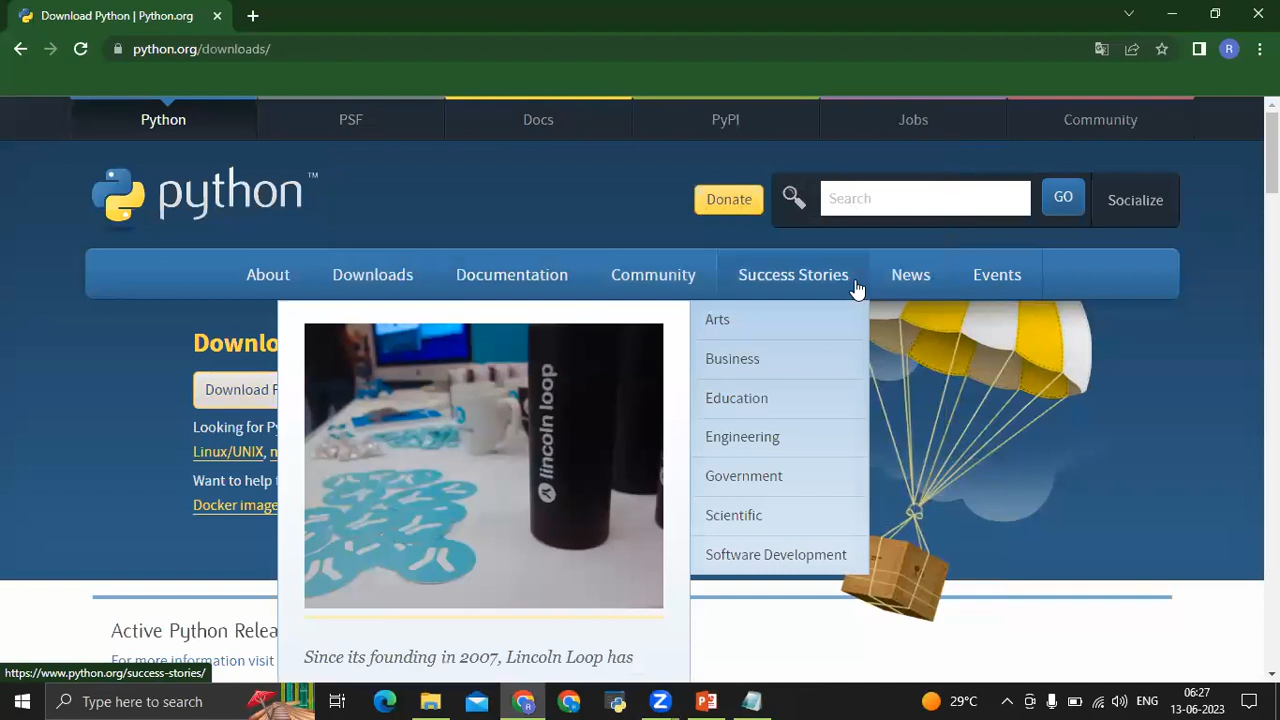 Download Python | Python.org
python.org/downloads/
R
Python
PSF
Docs
PyPI
Jobs
Community
python™
Donate
Search
GO
Socialize
About
Downloads
Documentation
Community
Success Stories
News
Events
Downlo
Download
Looking for Py
Linux/UNIX,
Want to help
Docker image
lincoln loop
Arts
Business
Education
Engineering
Government
Scientific
Software Development
Active Python Relea
For more information visit
Since its founding in 2007, Lincoln Loop has
https://www.python.org/success-stories/
Type here to search
29°C
ENG
06:27
13-06-2023